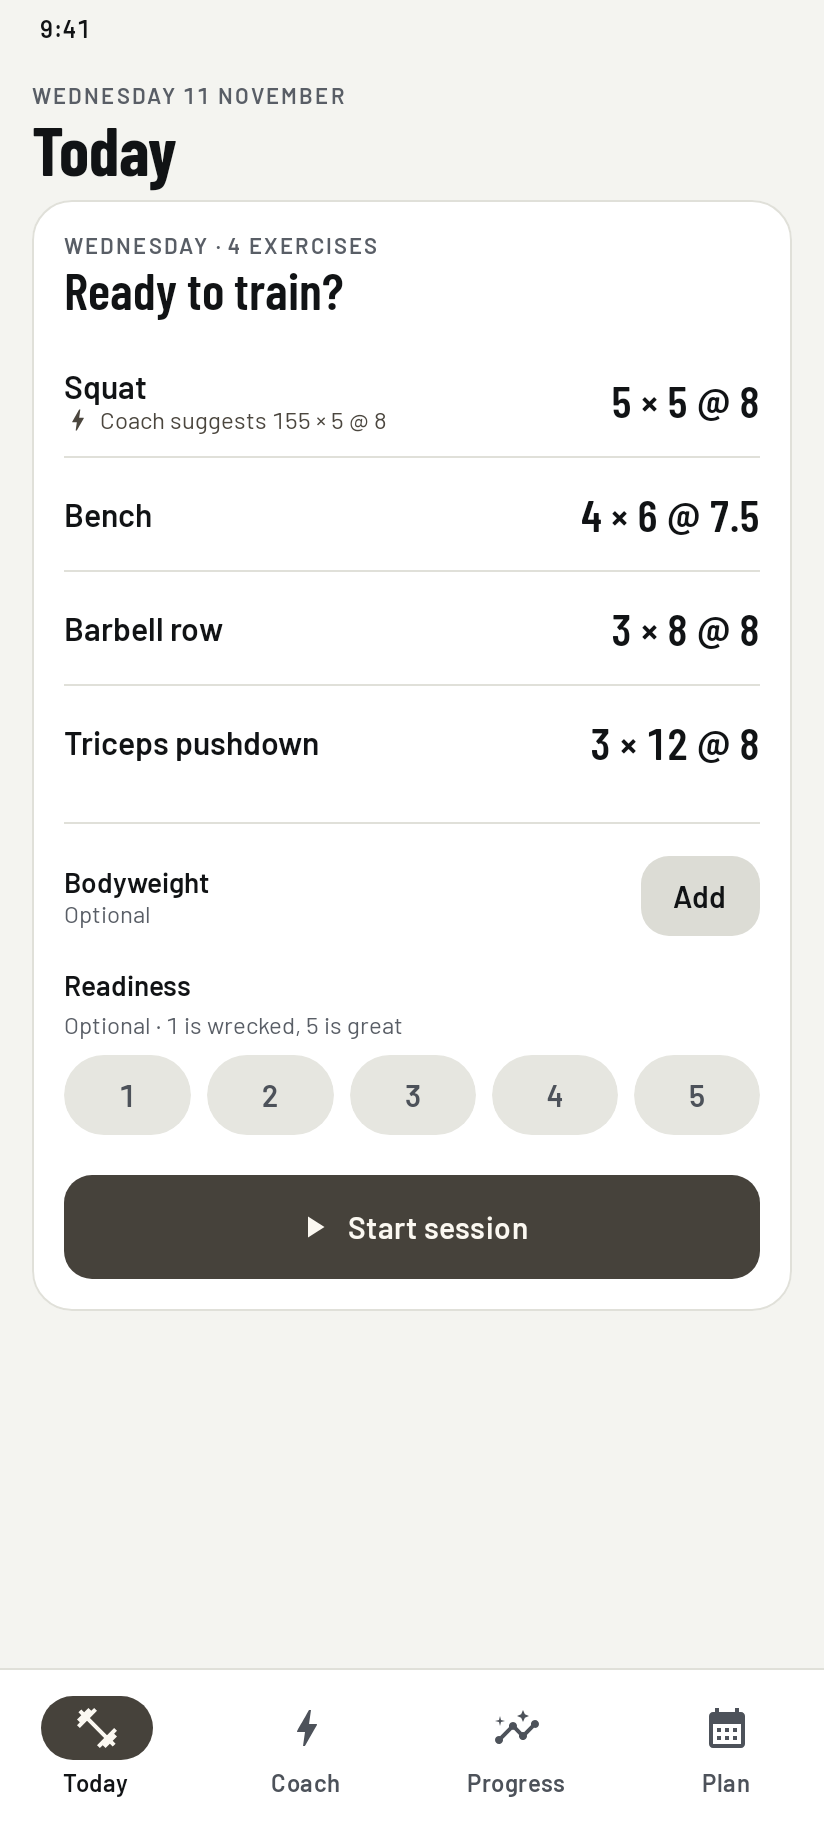 9:41
WEDNESDAY 11 NOVEMBER
Today
WEDNESDAY · 4 EXERCISES
Ready to train?
Squat
5 × 5 @ 8
Coach suggests 155 × 5 @ 8
Bench
4 × 6 @ 7.5
Barbell row
3 × 8 @ 8
Triceps pushdown
3 × 12 @ 8
Bodyweight
Optional
Add
Readiness
Optional · 1 is wrecked, 5 is great
1 2 3 4 5
Start session
Today Coach Progress Plan